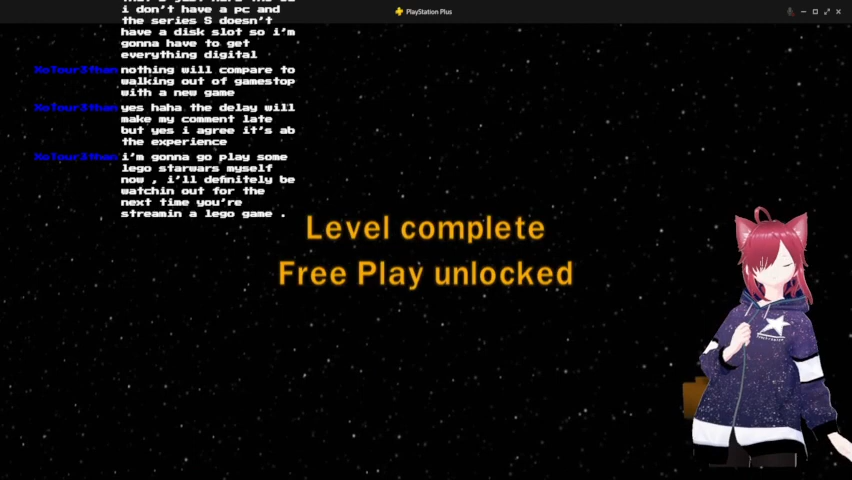 PlayStation Plus
i don't have a pc and
the series S doesn't
have a disk slot so i'm
gonna have to get
everything digital
nothing will compare to
walking out of gamestop
with a new game
yes haha the delay will
make my comment late
but yes i agree it's ab
the experience
i'm gonna go play some
lego starwars myself
now , i'll definitely be
watchin out for the
next time you're
streamin a lego game .
Level complete
Free Play unlocked